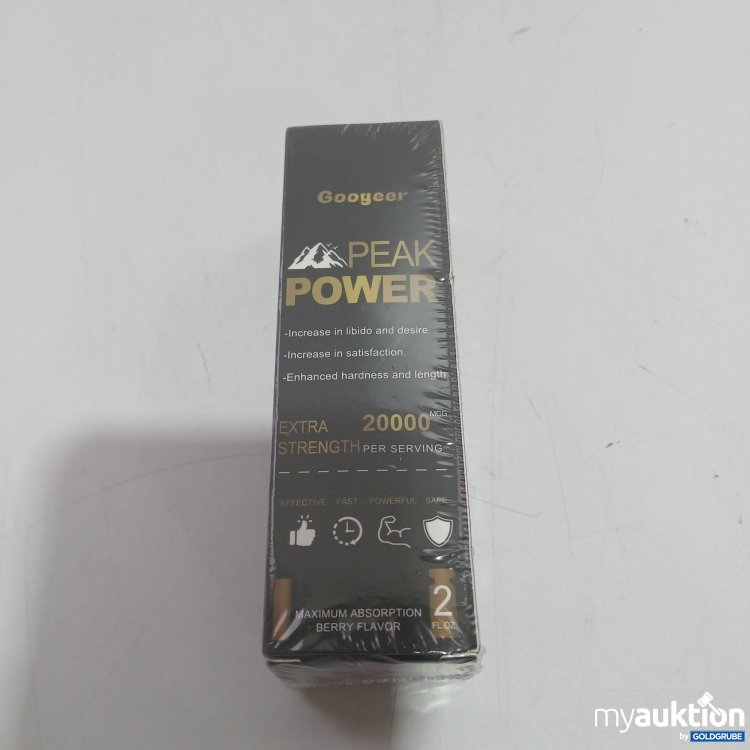 Googeer
PEAK
POWER
-Increase in libido and desire
-Increase in satisfaction.
-Enhanced hardness and length
EXTRA 20000 MCG
STRENGTH PER SERVING
EFFECTIVE FAST POWERFUL SAFE
MAXIMUM ABSORPTION
BERRY FLAVOR
2
FL.OZ
myauktion
by GOLDGRUBE